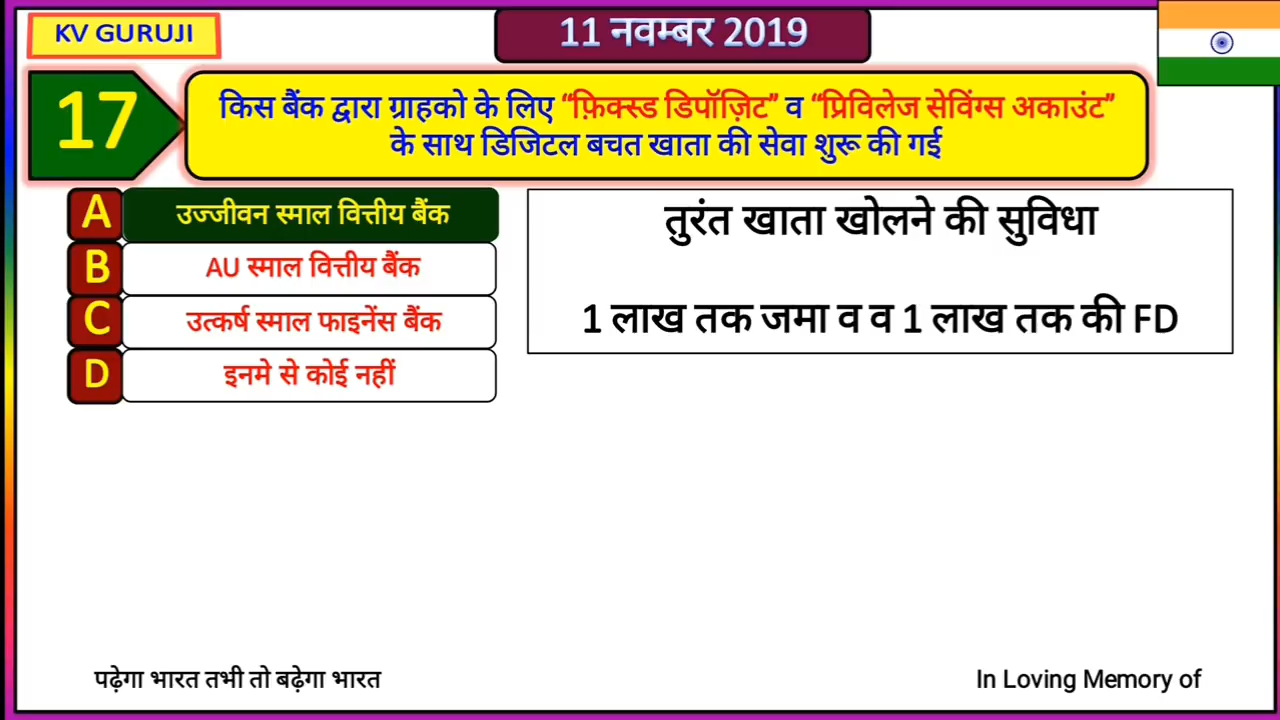 KV GURUJI
11 नवम्बर 2019
17
किस बैंक द्वारा ग्राहको के लिए “फ़िक्स्ड डिपॉज़िट” व “प्रिविलेज सेविंग्स अकाउंट”
के साथ डिजिटल बचत खाता की सेवा शुरू की गई
A उज्जीवन स्माल वित्तीय बैंक
B AU स्माल वित्तीय बैंक
C उत्कर्ष स्माल फाइनेंस बैंक
D इनमे से कोई नहीं
तुरंत खाता खोलने की सुविधा
1 लाख तक जमा व व 1 लाख तक की FD
पढ़ेगा भारत तभी तो बढ़ेगा भारत
In Loving Memory of